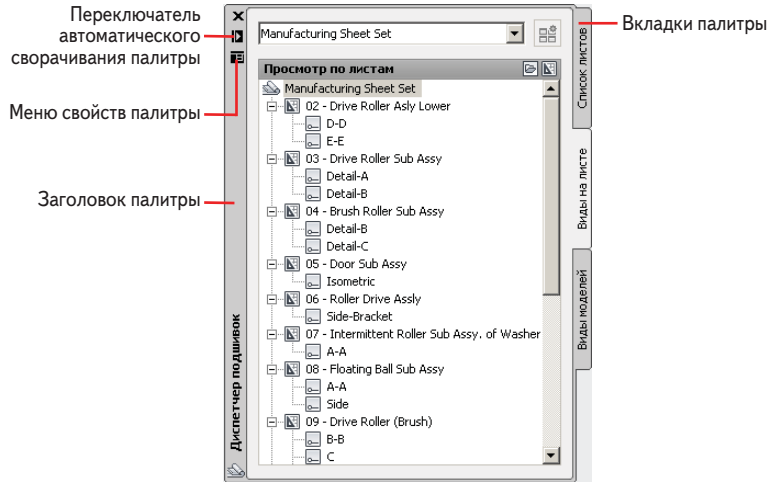 Переключатель
автоматического
сворачивания палитры
Меню свойств палитры
Заголовок палитры
Manufacturing Sheet Set
Просмотр по листам
Manufacturing Sheet Set
02 - Drive Roller Asly Lower
D-D
E-E
03 - Drive Roller Sub Assy
Detail-A
Detail-B
04 - Brush Roller Sub Assy
Detail-B
Detail-C
05 - Door Sub Assy
Isometric
06 - Roller Drive Assly
Side-Bracket
07 - Intermittent Roller Sub Assy. of Washer
A-A
08 - Floating Ball Sub Assy
A-A
Side
09 - Drive Roller (Brush)
B-B
C
Диспетчер подшивок
Список листов
Виды на листе
Виды моделей
Вкладки палитры